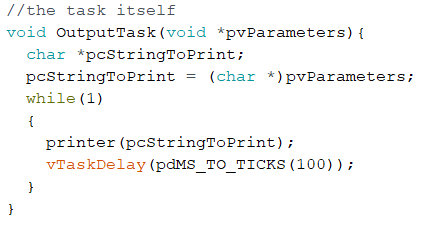 //the task itself
void OutputTask(void *pvParameters){
  char *pcStringToPrint;
  pcStringToPrint = (char *)pvParameters;
  while(1)
  {
    printer(pcStringToPrint);
    vTaskDelay(pdMS_TO_TICKS(100));
  }
}